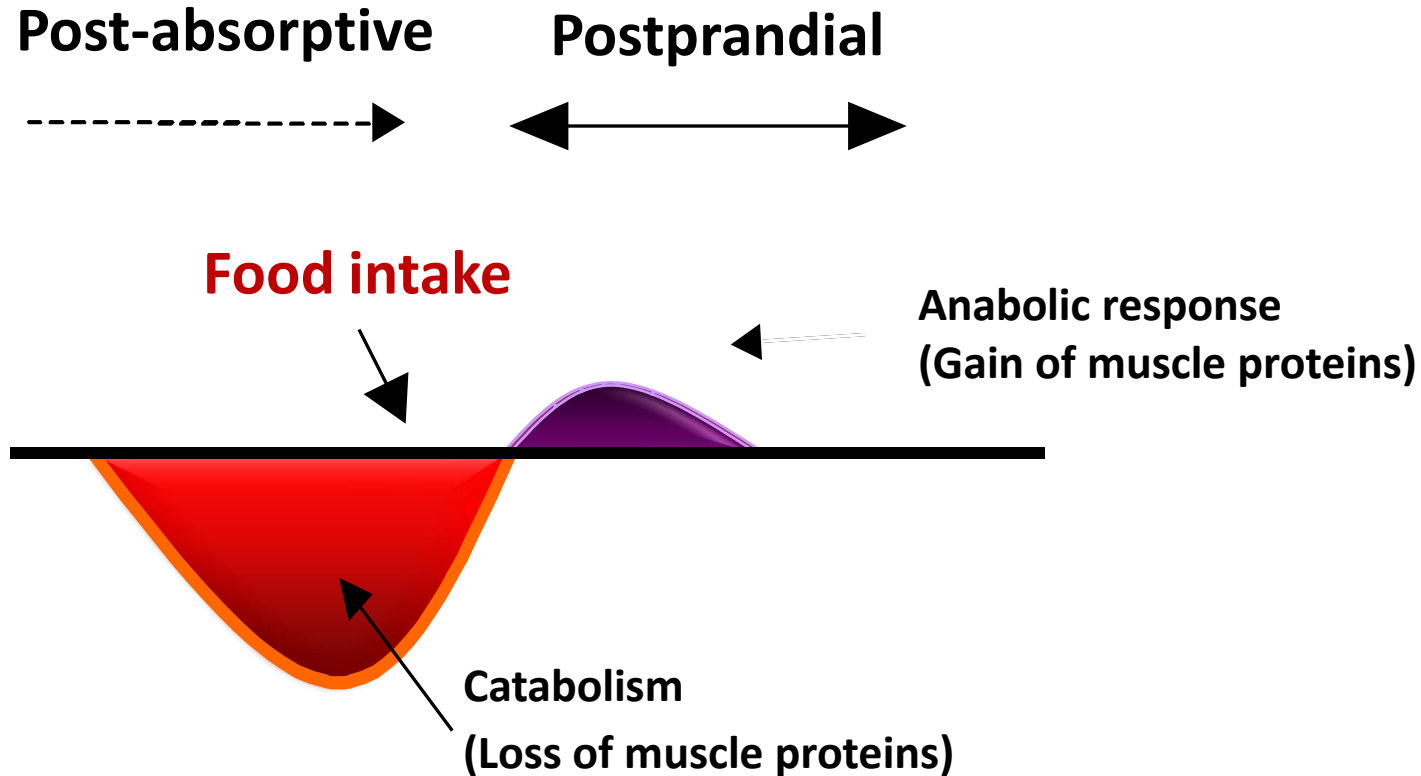 Post-absorptive
Postprandial
Food intake
Anabolic response
(Gain of muscle proteins)
Catabolism
(Loss of muscle proteins)